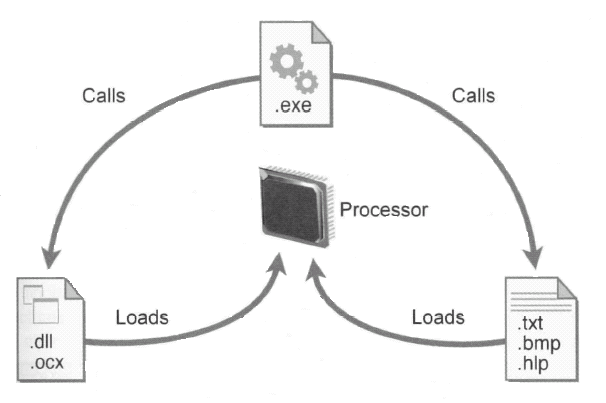 .exe
Calls
Calls
Processor
.dll
.ocx
Loads
Loads
.txt
.bmp
.hlp